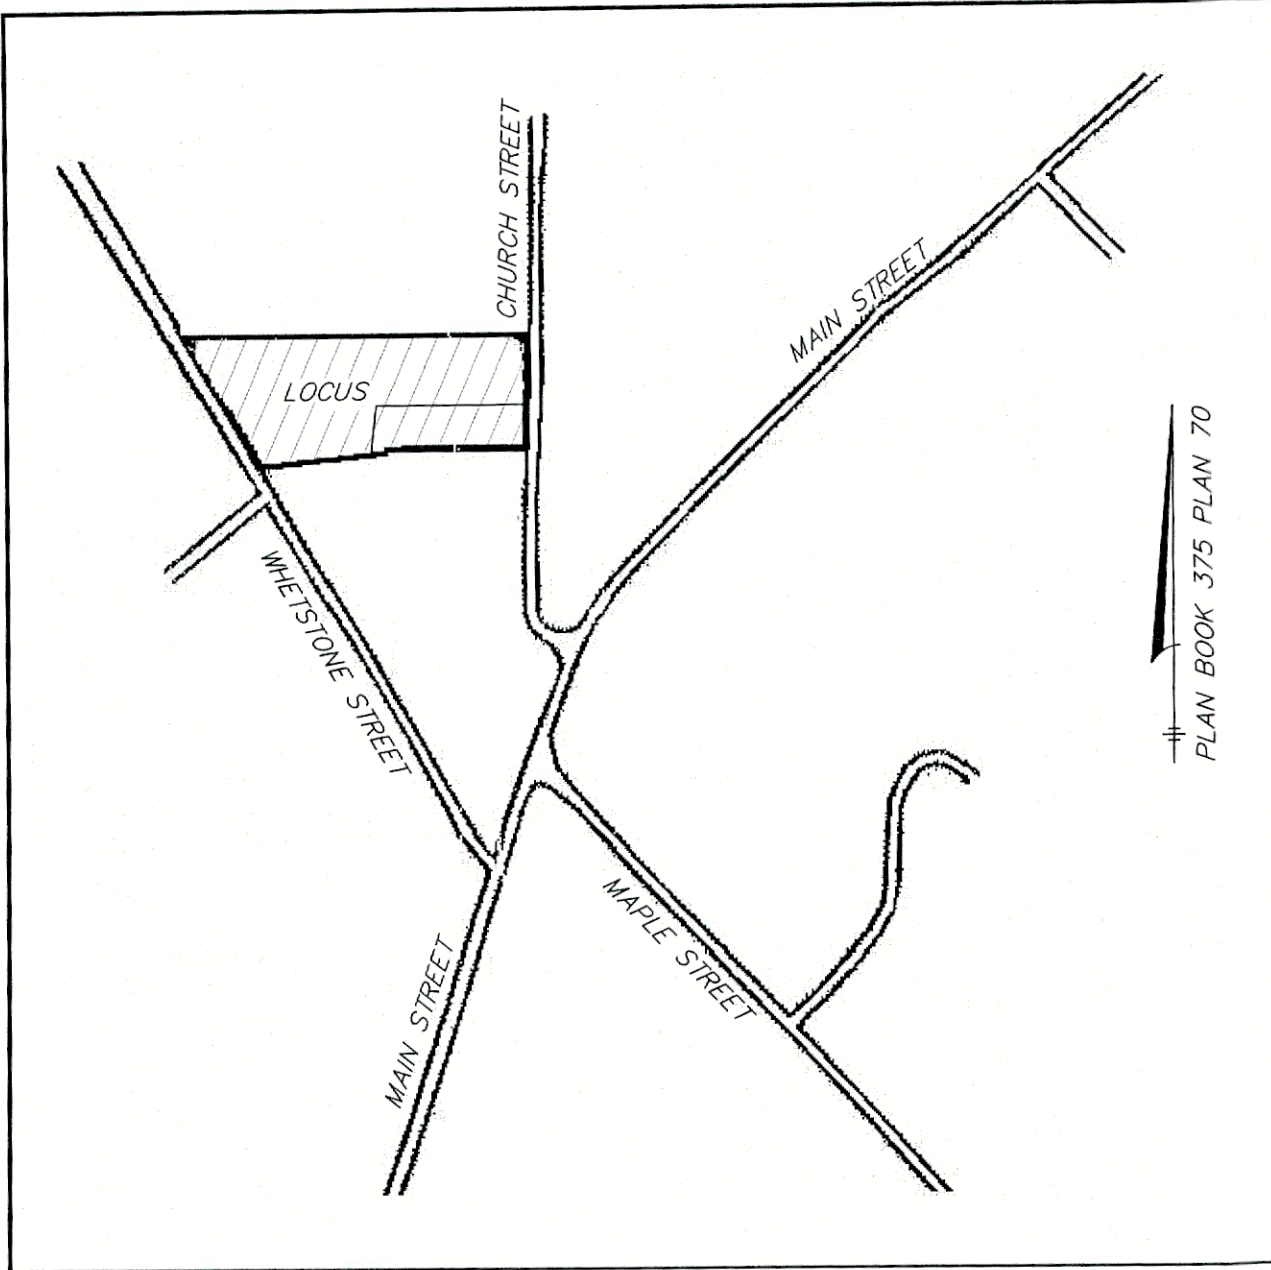 CHURCH STREET
MAIN STREET
LOCUS
PLAN BOOK 375 PLAN 70
WHETSTONE STREET
MAPLE STREET
MAIN STREET